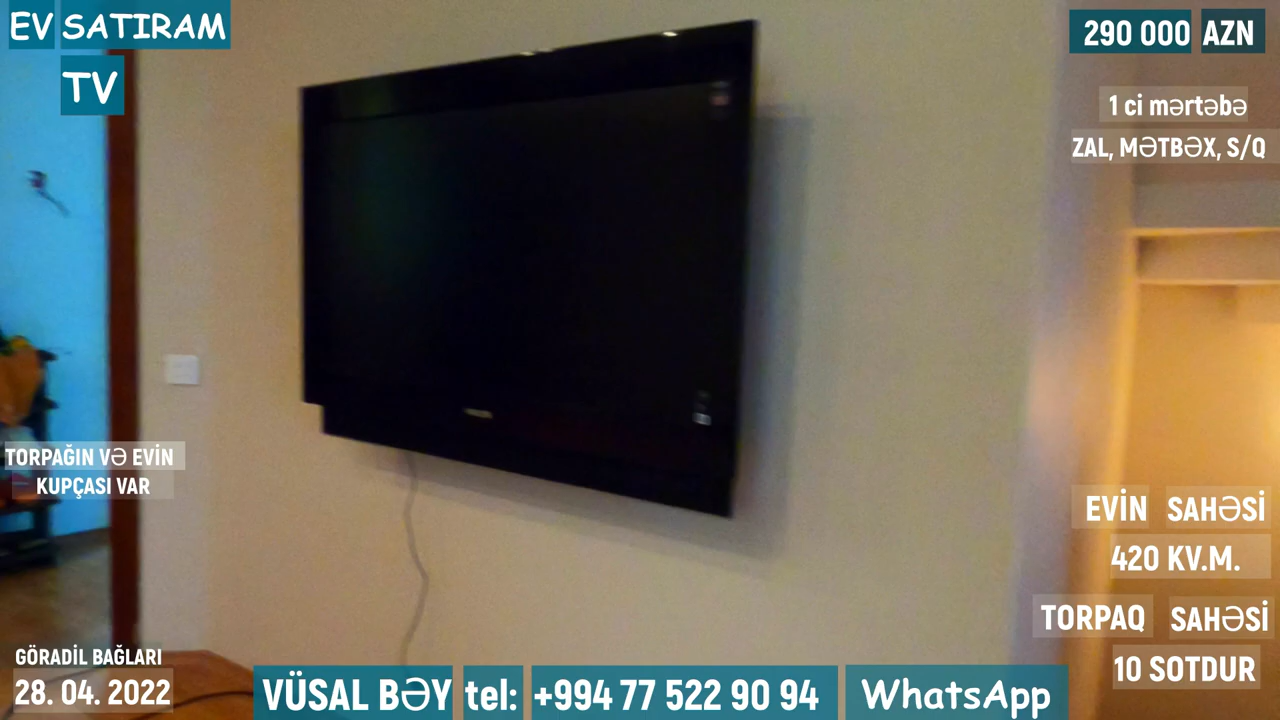 EV SATIRAM
TV
290 000 AZN
1 ci mərtəbə
ZAL, MƏTBƏX, S/Q
TORPAĞIN VƏ EVİN
KUPÇASI VAR
EVİN SAHƏSİ
420 KV.M.
TORPAQ SAHƏSİ
10 SOTDUR
GÖRADİL BAĞLARI
28. 04. 2022
VÜSAL BƏY tel: +994 77 522 90 94 WhatsApp